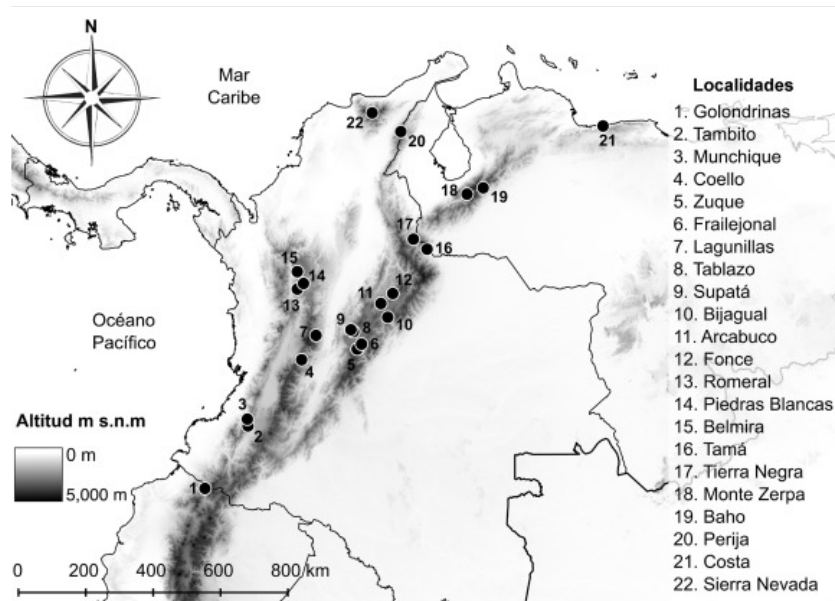 N
Mar
Caribe
22
20
21
18
19
17
16
15
14
13
12
11
10
9
8
7
6
5
4
3
2
1
Océano
Pacífico
Altitud m s.n.m
0 m
5,000 m
0 200 400 600 800 km
Localidades
1. Golondrinas
2. Tambito
3. Munchique
4. Coello
5. Zuque
6. Frailejonal
7. Lagunillas
8. Tablazo
9. Supatá
10. Bijagual
11. Arcabuco
12. Fonce
13. Romeral
14. Piedras Blancas
15. Belmira
16. Tamá
17. Tierra Negra
18. Monte Zerpa
19. Baho
20. Perija
21. Costa
22. Sierra Nevada